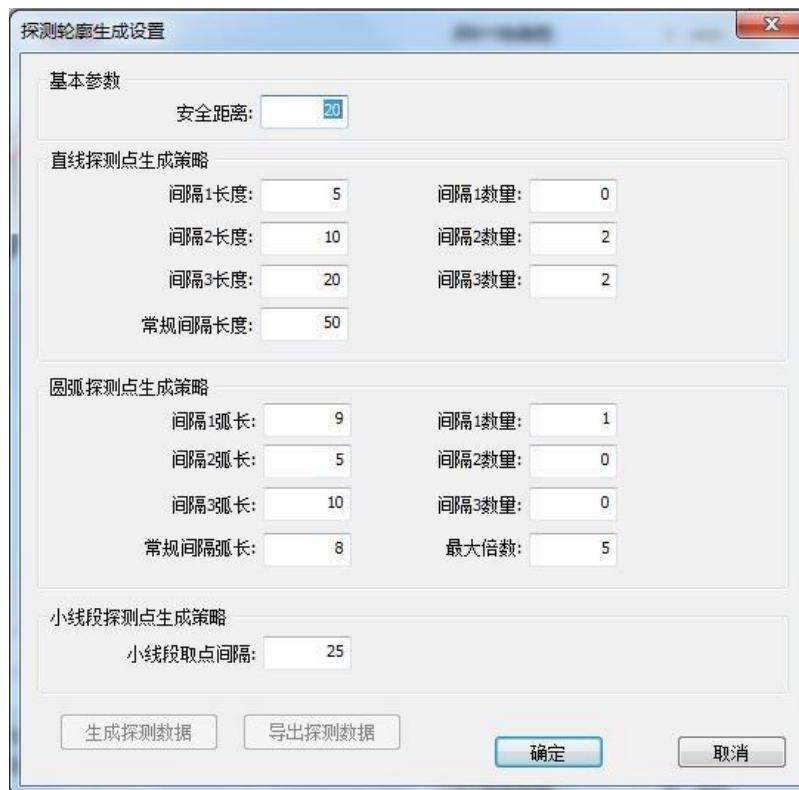 探测轮廓生成设置
基本参数
安全距离: 20
直线探测点生成策略
间隔1长度: 5 间隔1数量: 0
间隔2长度: 10 间隔2数量: 2
间隔3长度: 20 间隔3数量: 2
常规间隔长度: 50
圆弧探测点生成策略
间隔1弧长: 9 间隔1数量: 1
间隔2弧长: 5 间隔2数量: 0
间隔3弧长: 10 间隔3数量: 0
常规间隔弧长: 8 最大倍数: 5
小线段探测点生成策略
小线段取点间隔: 25
生成探测数据 导出探测数据 确定 取消